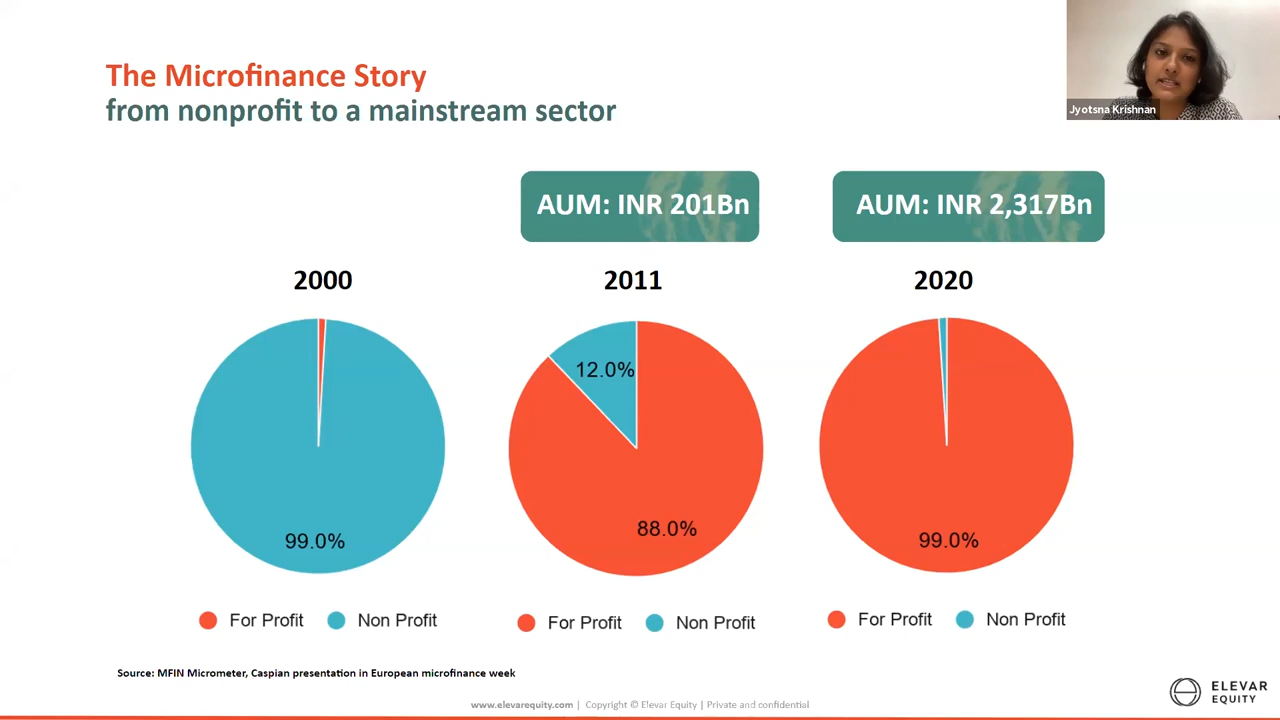 Jyotsna Krishnan
The Microfinance Story
from nonprofit to a mainstream sector
AUM: INR 201Bn
AUM: INR 2,317Bn
2000
2011
2020
12.0%
99.0%
88.0%
99.0%
For Profit
Non Profit
For Profit
Non Profit
For Profit
Non Profit
Source: MFIN Micrometer, Caspian presentation in European microfinance week
www.elevarequity.com | Copyright © Elevar Equity | Private and confidential
ELEVAR
EQUITY